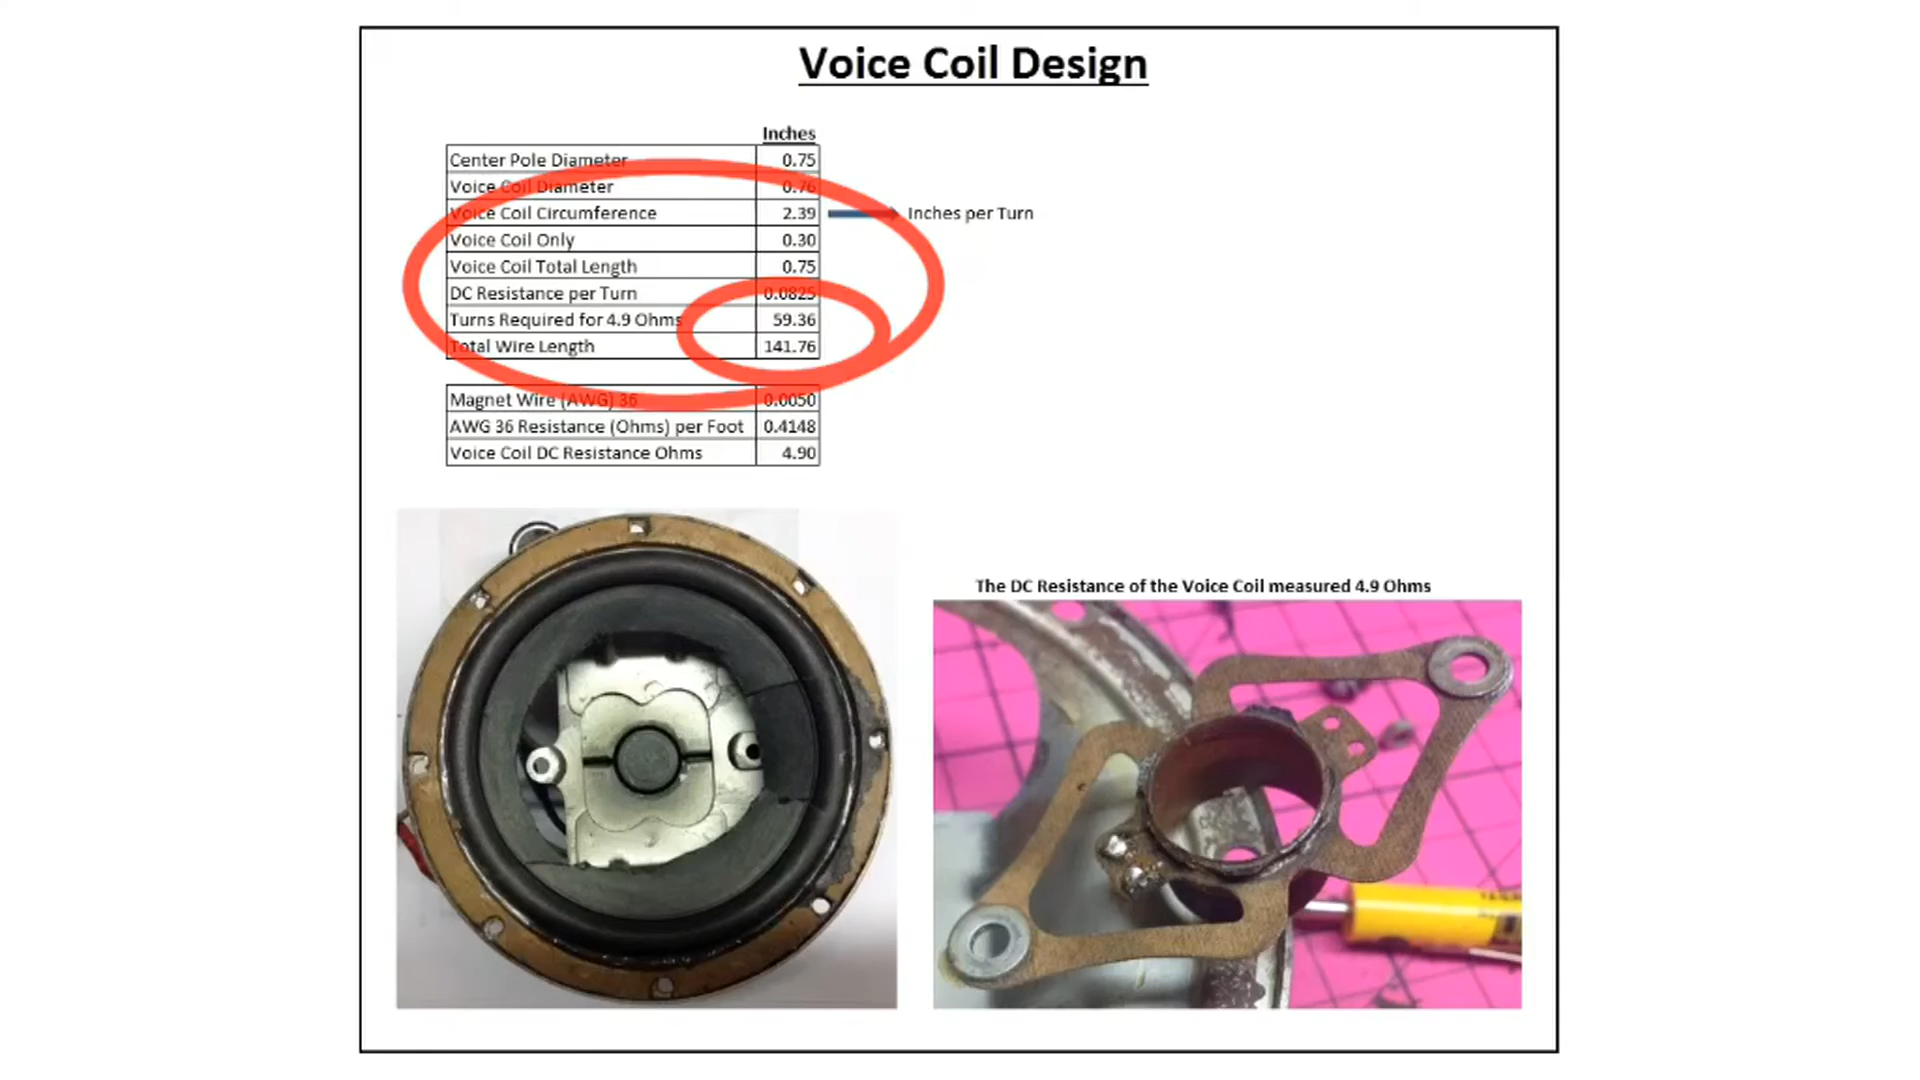 Voice Coil Design
Inches
Center Pole Diameter 0.75
Voice Coil Diameter 0.76
Voice Coil Circumference 2.39 Inches per Turn
Voice Coil Only 0.30
Voice Coil Total Length 0.75
DC Resistance per Turn 0.0825
Turns Required for 4.9 Ohms 59.36
Total Wire Length 141.76
Magnet Wire (AWG) 36 0.0050
AWG 36 Resistance (Ohms) per Foot 0.4148
Voice Coil DC Resistance Ohms 4.90
The DC Resistance of the Voice Coil measured 4.9 Ohms